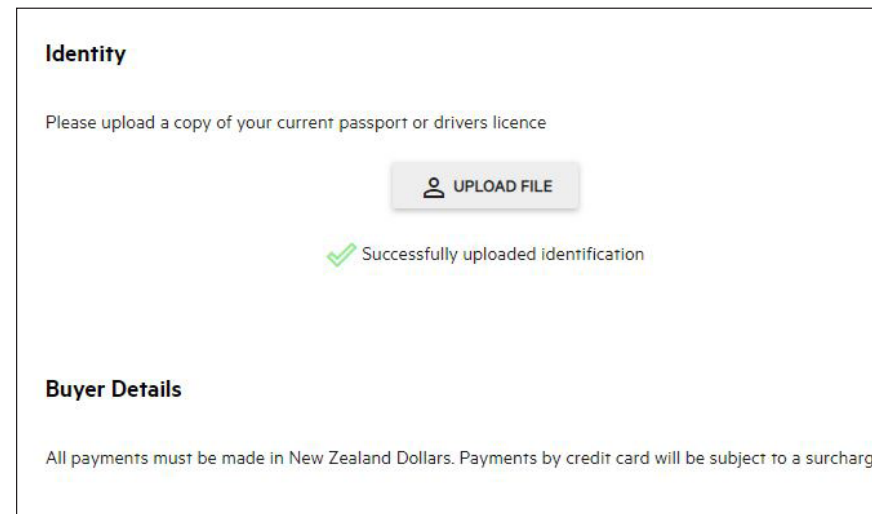 Identity
Please upload a copy of your current passport or drivers licence
UPLOAD FILE
Successfully uploaded identification
Buyer Details
All payments must be made in New Zealand Dollars. Payments by credit card will be subject to a surcharg